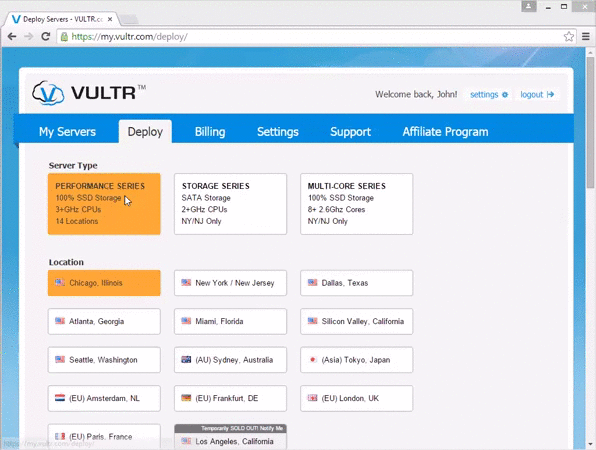 Deploy Servers - VULTR.co
https://my.vultr.com/deploy/
VULTR™
Welcome back, John! settings logout
My Servers Deploy Billing Settings Support Affiliate Program
Server Type
PERFORMANCE SERIES
100% SSD Storage
3+GHz CPUs
14 Locations
STORAGE SERIES
SATA Storage
2+Ghz CPUs
NY/NJ Only
MULTI-CORE SERIES
100% SSD Storage
8+ 2.6Ghz Cores
NY/NJ Only
Location
Chicago, Illinois
New York / New Jersey
Dallas, Texas
Atlanta, Georgia
Miami, Florida
Silicon Valley, California
Seattle, Washington
(AU) Sydney, Australia
(Asia) Tokyo, Japan
(EU) Amsterdam, NL
(EU) Frankfurt, DE
(EU) London, UK
(EU) Paris, France
Temporarily SOLD OUT! Notify Me
Los Angeles, California
https://my.vultr.com/deploy/